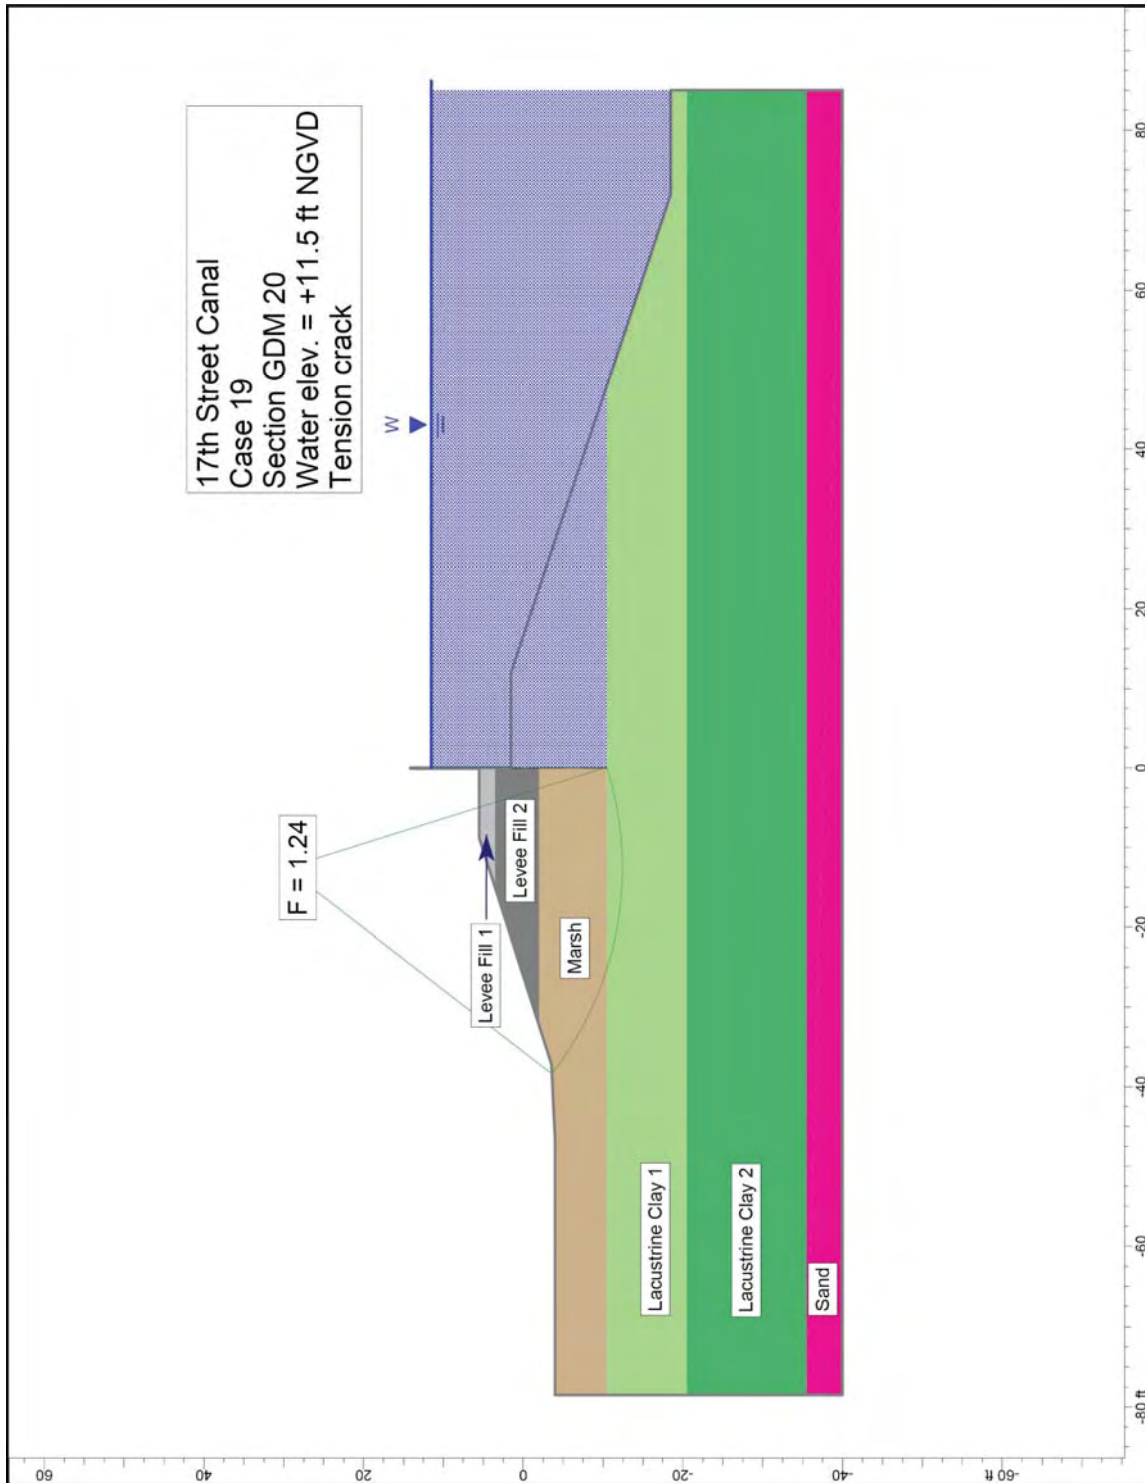 17th Street Canal
Case 19
Section GDM 20
Water elev. = +11.5 ft NGVD
Tension crack
W
F = 1.24
Levee Fill 1
Levee Fill 2
Marsh
Lacustrine Clay 1
Lacustrine Clay 2
Sand
60
40
20
0
-20
-40
-60 ft
-80 ft
-60
-40
-20
0
20
40
60
80